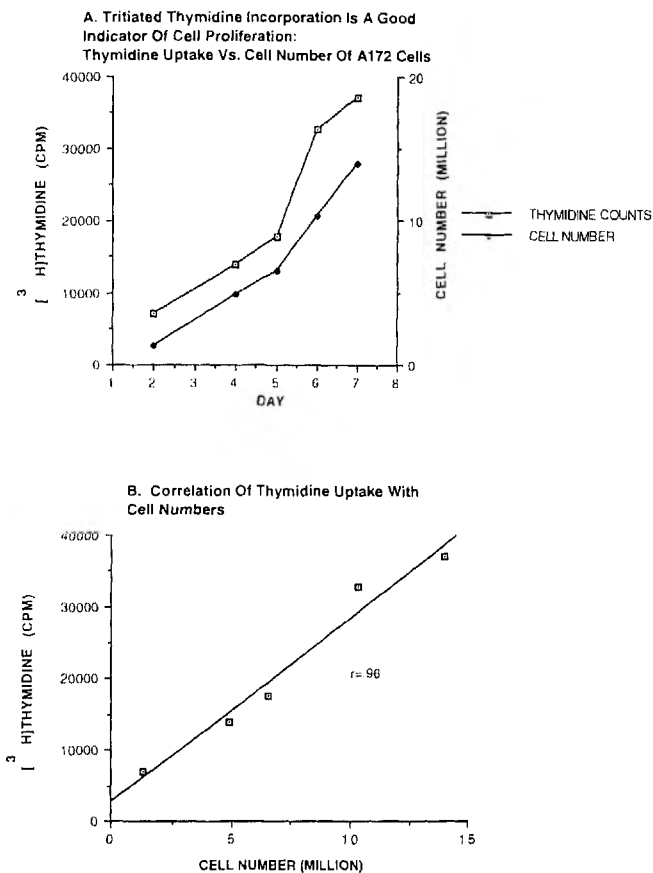 A. Tritiated Thymidine Incorporation Is A Good
Indicator Of Cell Proliferation:
Thymidine Uptake Vs. Cell Number Of A172 Cells
40000
30000
20000
10000
0
[3H]THYMIDINE (CPM)
20
10
0
CELL NUMBER (MILLION)
1 2 3 4 5 6 7 8
DAY
THYMIDINE COUNTS
CELL NUMBER
B. Correlation Of Thymidine Uptake With
Cell Numbers
40000
30000
20000
10000
0
[3H]THYMIDINE (CPM)
r=.96
0 5 10 15
CELL NUMBER (MILLION)